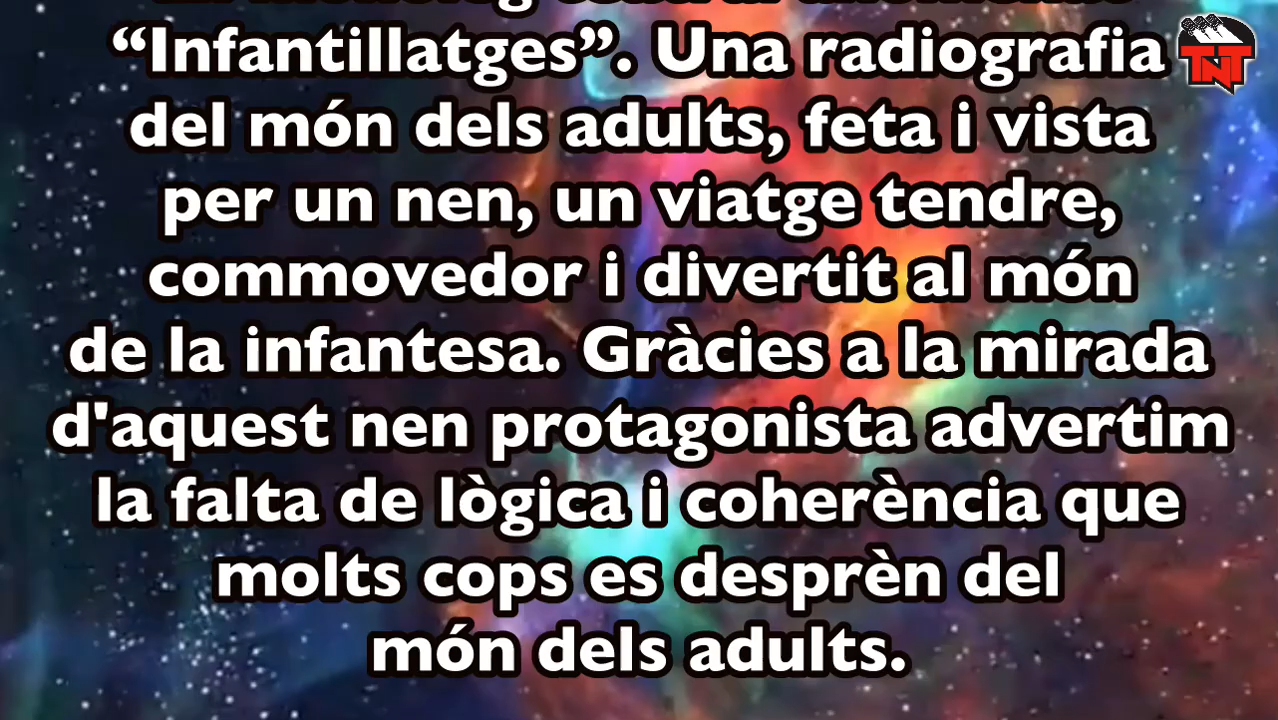 “Infantillatges”. Una radiografia
del món dels adults, feta i vista
per un nen, un viatge tendre,
commovedor i divertit al món
de la infantesa. Gràcies a la mirada
d'aquest nen protagonista advertim
la falta de lògica i coherència que
molts cops es desprèn del
món dels adults.
TNT